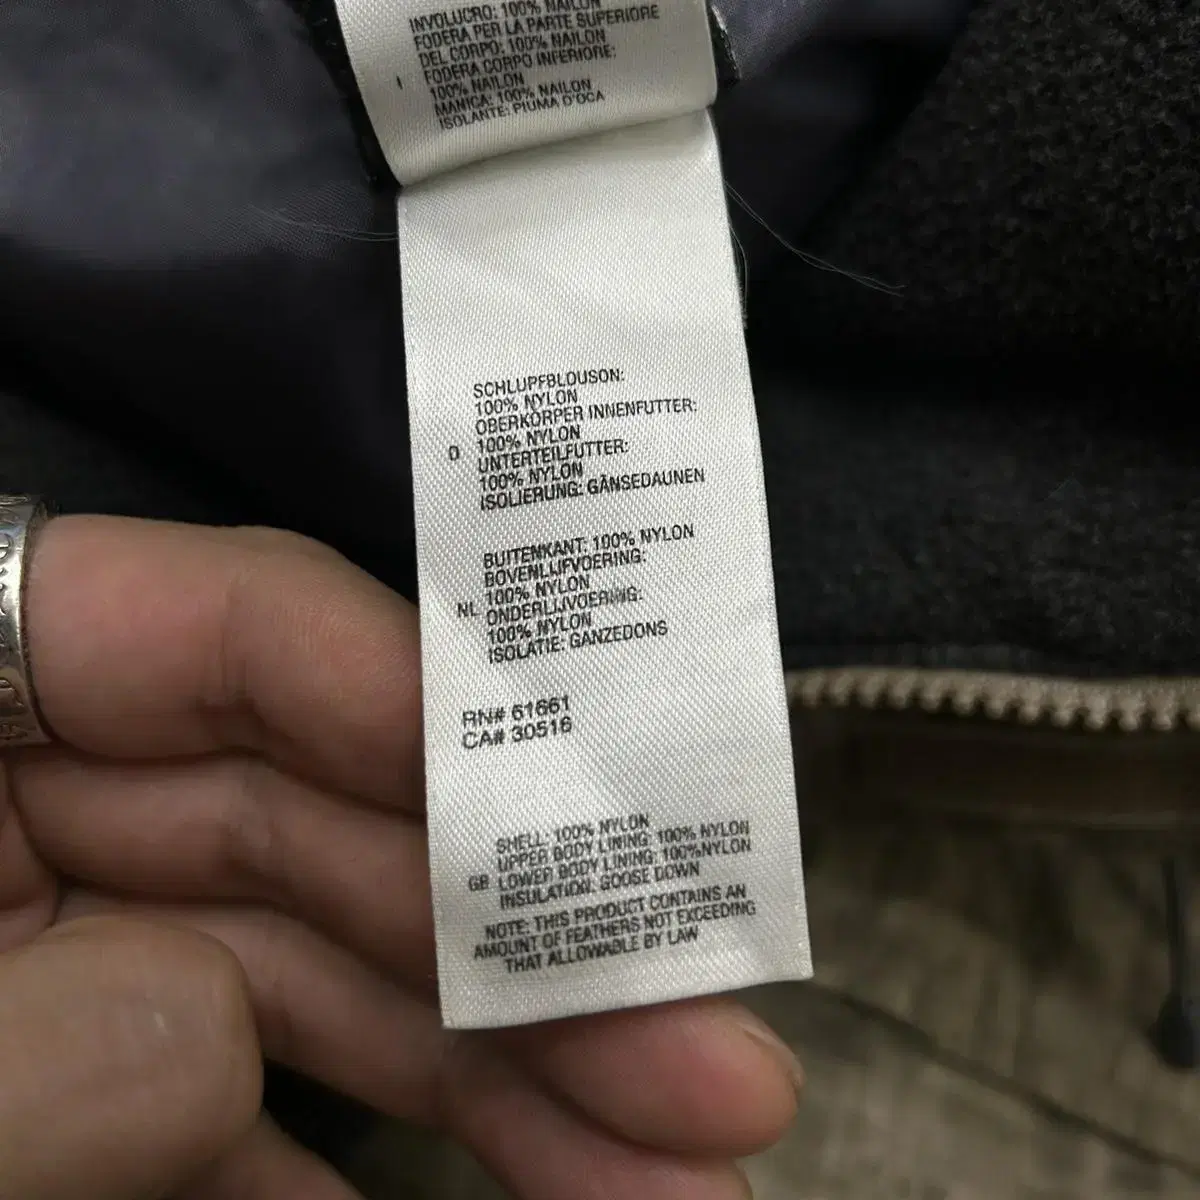 INVOLUCRO: 100% NAILON
FODERA PER LA PARTE SUPERIORE
DEL CORPO: 100% NAILON
FODERA CORPO INFERIORE:
I 100% NAILON
MANICA: 100% NAILON
ISOLANTE: PIUMA D'OCA
SCHLUPFBLOUSON:
100% NYLON
OBERKÖRPER INNENFUTTER:
D 100% NYLON
UNTERTEILFUTTER:
100% NYLON
ISOLIERUNG: GÄNSEDAUNEN
BUITENKANT: 100% NYLON
BOVENLIJFVOERING:
100% NYLON
NL ONDERLIJVOERING:
100% NYLON
ISOLATIE: GANZEDONS
RN# 61661
CA# 30516
SHELL: 100% NYLON
UPPER BODY LINING: 100% NYLON
GB LOWER BODY LINING: 100%NYLON
INSULATION: GOOSE DOWN
NOTE: THIS PRODUCT CONTAINS AN
AMOUNT OF FEATHERS NOT EXCEEDING
THAT ALLOWABLE BY LAW